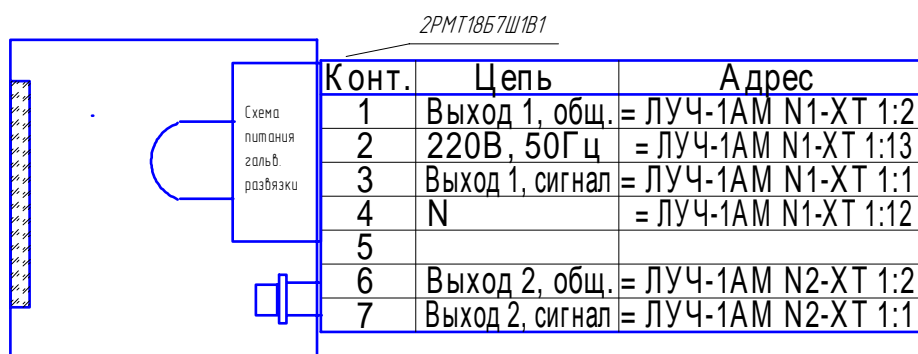 2РМТ18Б7Ш1В1
Схема
питания
гальв.
развязки
Конт. Цепь Адрес
1 Выход 1, общ. = ЛУЧ-1АМ N1-XT 1:2
2 220В, 50Гц = ЛУЧ-1АМ N1-XT 1:13
3 Выход 1, сигнал = ЛУЧ-1АМ N1-XT 1:1
4 N = ЛУЧ-1АМ N1-XT 1:12
5
6 Выход 2, общ. = ЛУЧ-1АМ N2-XT 1:2
7 Выход 2, сигнал = ЛУЧ-1АМ N2-XT 1:1